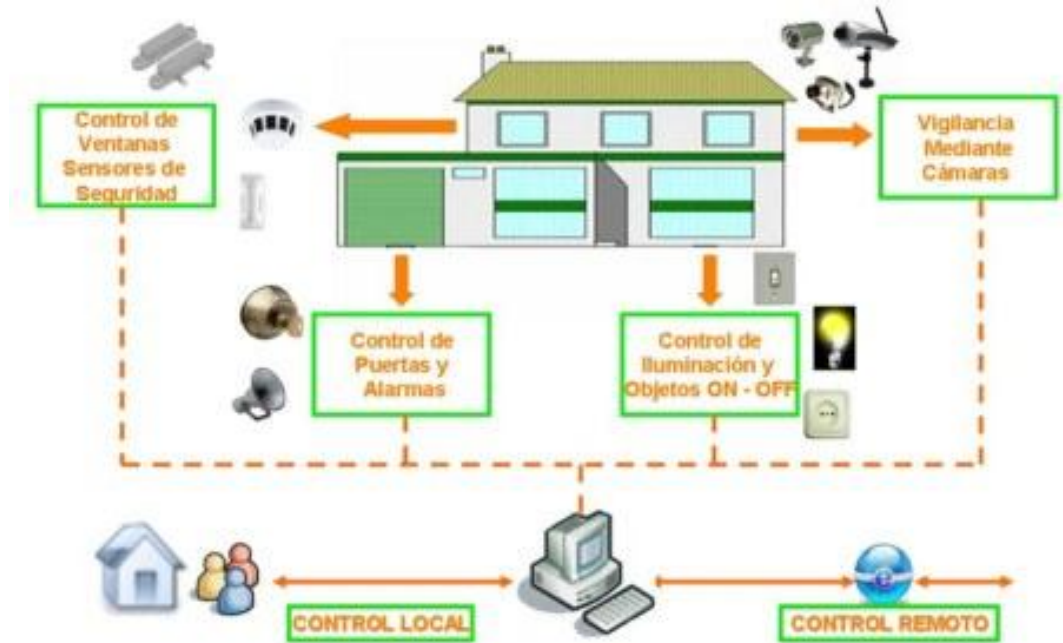 Control de
Ventanas
Sensores de
Seguridad
Vigilancia
Mediante
Cámaras
Control de
Puertas y
Alarmas
Control de
Iluminación y
Objetos ON - OFF
CONTROL LOCAL
CONTROL REMOTO